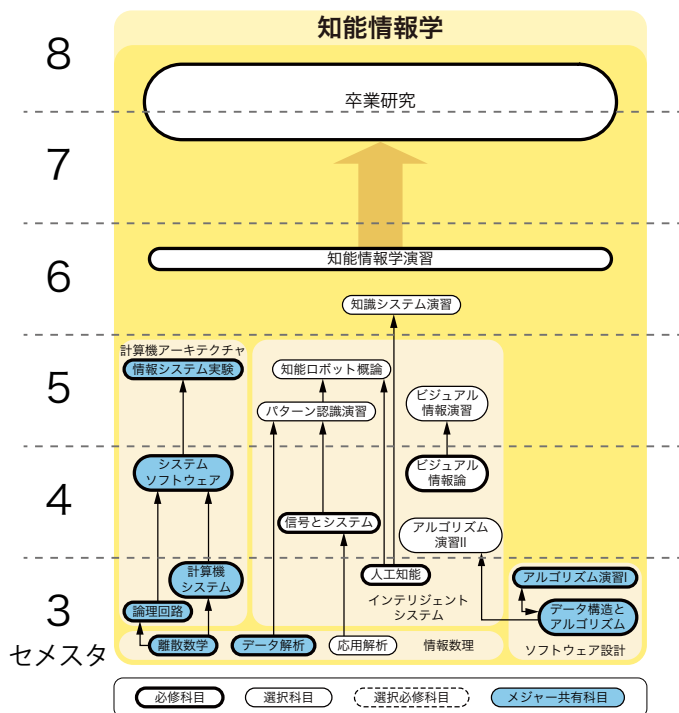 知能情報学
8
卒業研究
7
6
知能情報学演習
知識システム演習
計算機アーキテクチャ
情報システム実験
知能ロボット概論
5
パターン認識演習
ビジュアル
情報演習
システム
ソフトウェア
ビジュアル
情報論
4
信号とシステム
アルゴリズム
演習II
計算機
システム
人工知能
アルゴリズム演習I
3
論理回路
インテリジェント
システム
データ構造と
アルゴリズム
セメスタ
離散数学
データ解析
応用解析
情報数理
ソフトウェア設計
必修科目
選択科目
選択必修科目
メジャー共有科目